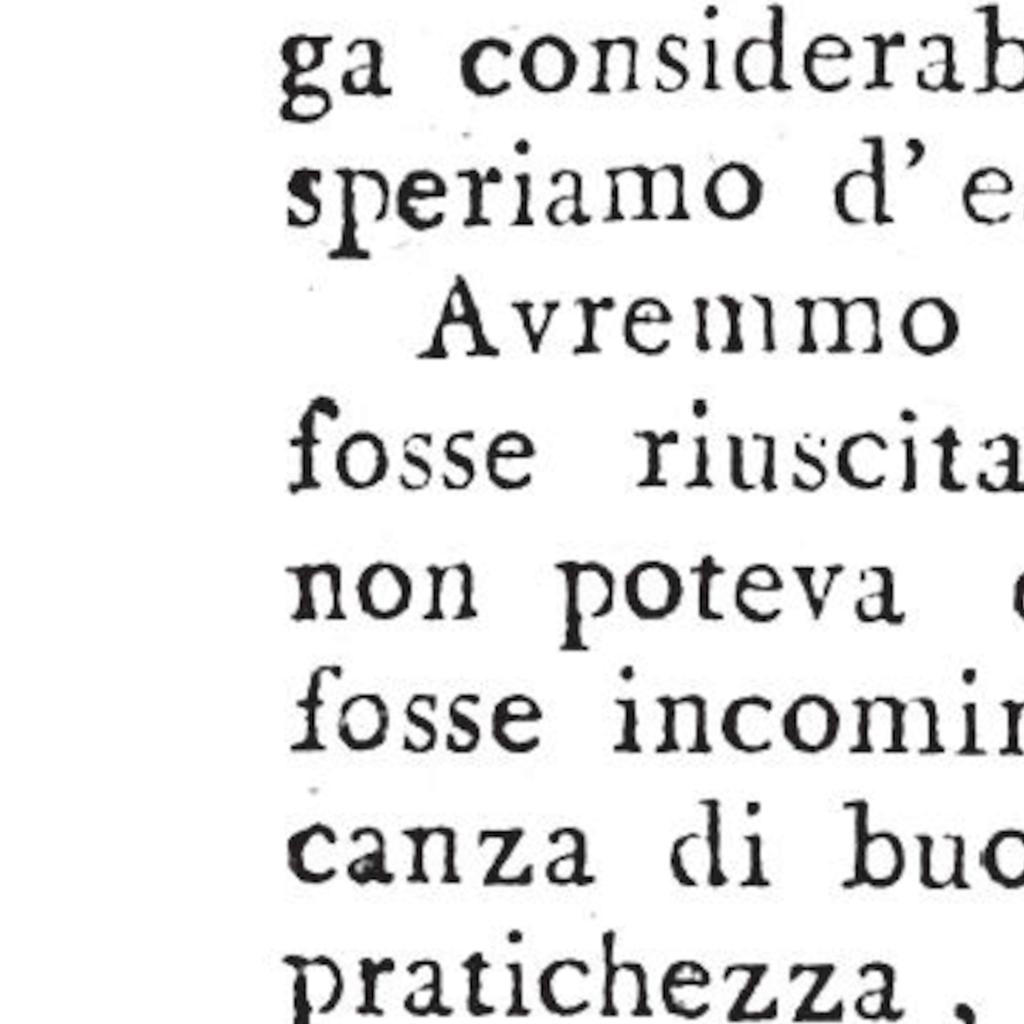 ga considerab
speriamo d' e
Avremmo
fosse riuscita
non poteva
fosse incomin
canza di buo
pratichezza ,